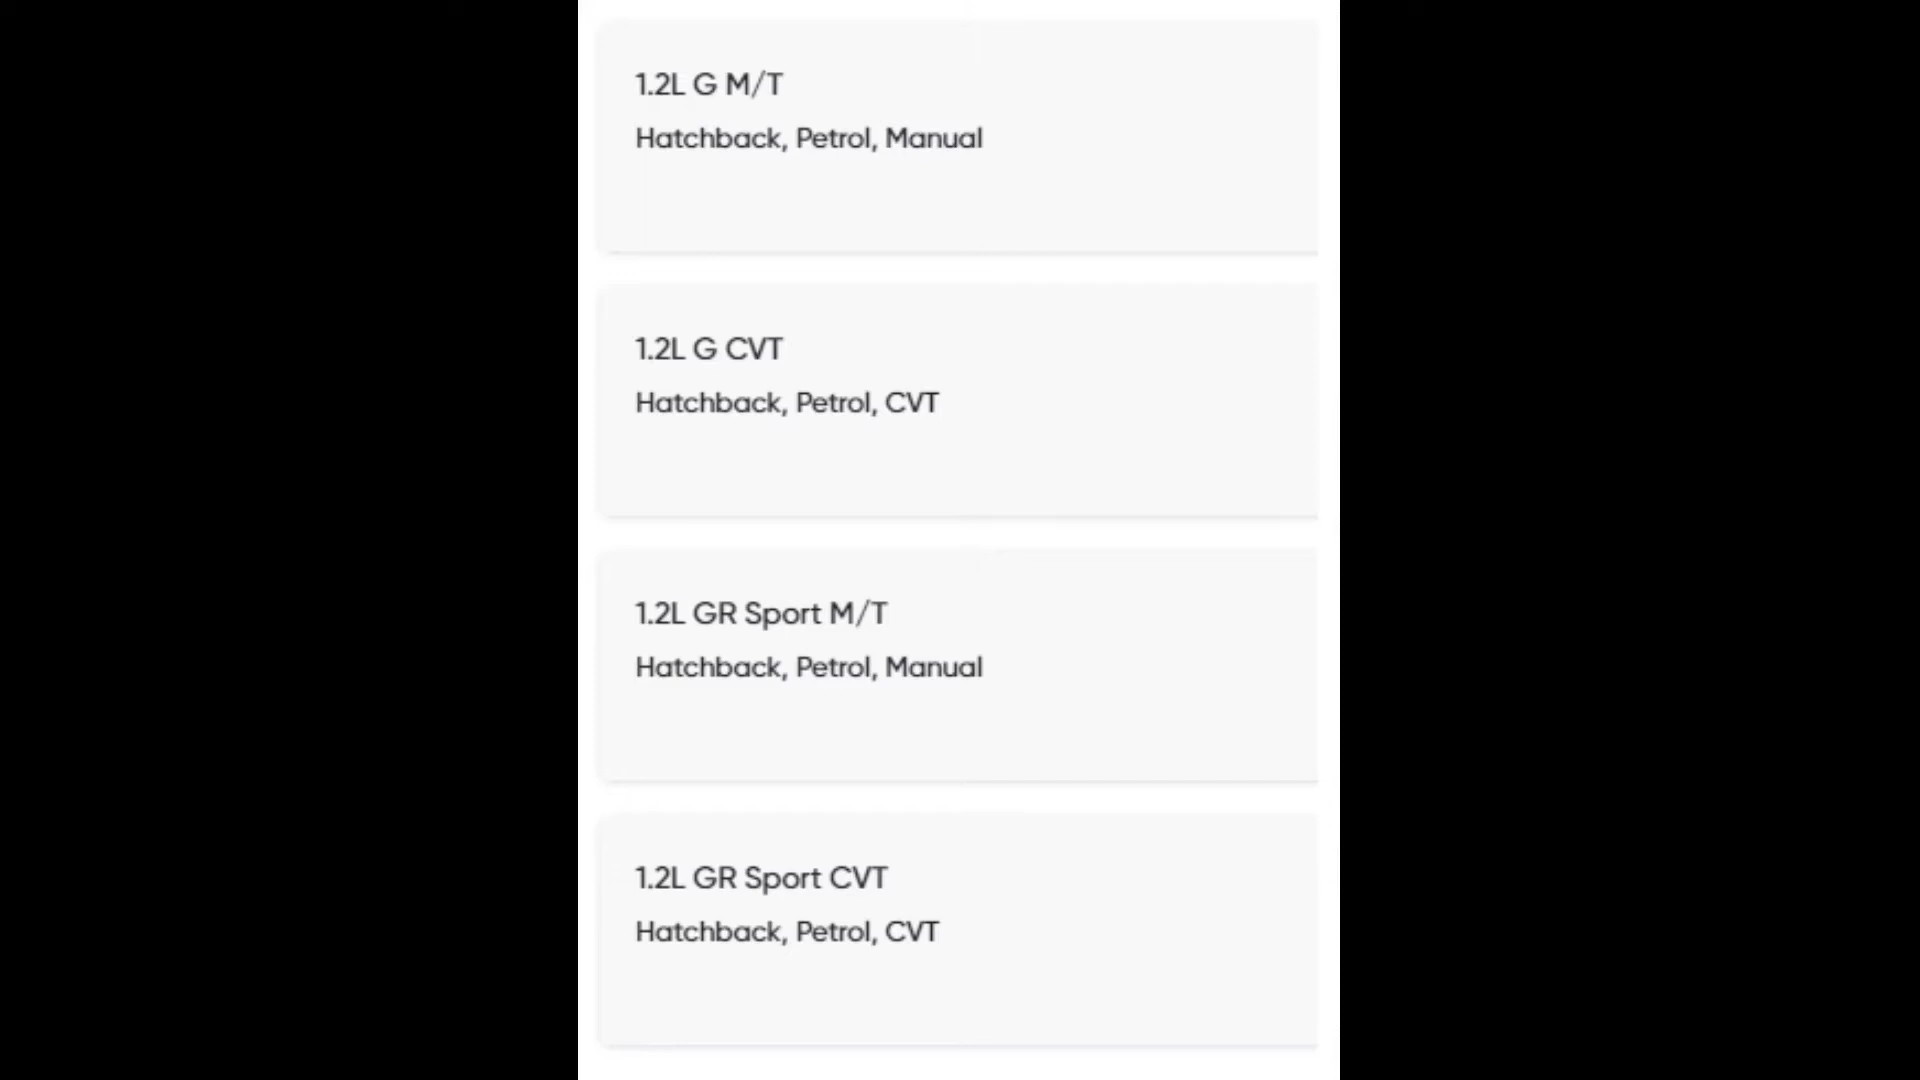 1.2L G M/T
Hatchback, Petrol, Manual
1.2L G CVT
Hatchback, Petrol, CVT
1.2L GR Sport M/T
Hatchback, Petrol, Manual
1.2L GR Sport CVT
Hatchback, Petrol, CVT